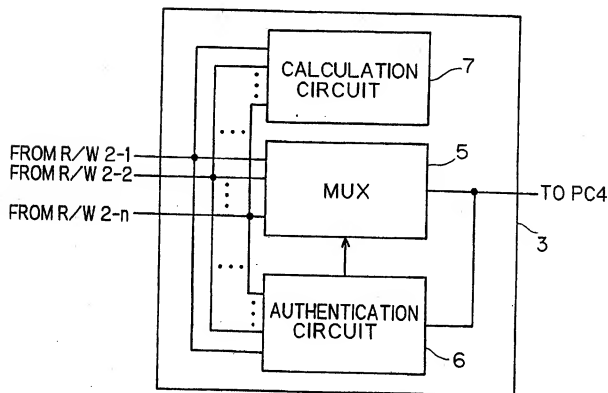 CALCULATION
CIRCUIT
7
FROM R/W 2-1
FROM R/W 2-2
FROM R/W 2-n
MUX
5
TO PC4
3
AUTHENTICATION
CIRCUIT
6